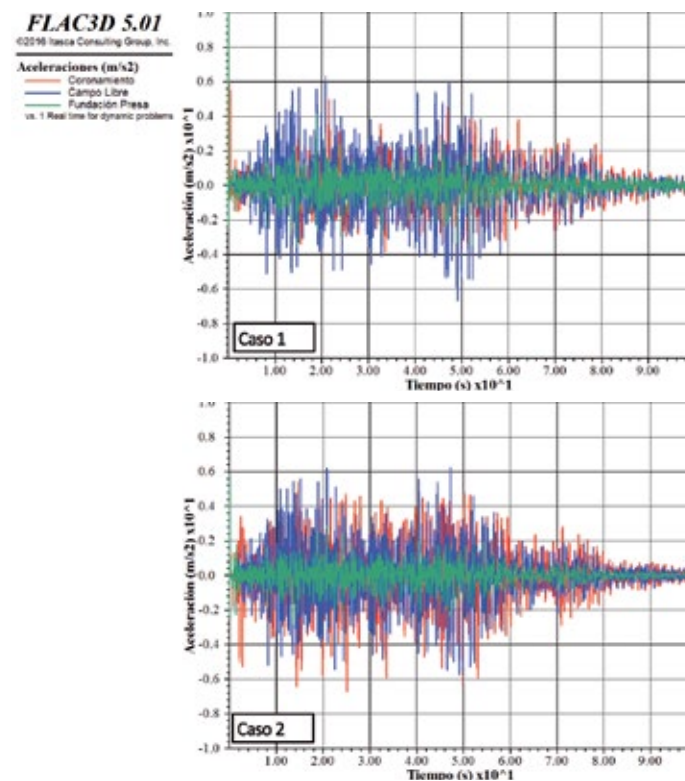 FLAC3D 5.01
©2016 Itasca Consulting Group, Inc.
Aceleraciones (m/s2)
Coronamiento
Campo Libre
Fundación Presa
vs. 1 Real time for dynamic problems
1.0
0.8
0.6
0.4
0.2
0.0
-0.2
-0.4
-0.6
-0.8
-1.0
Aceleración (m/s2) x10^1
Caso 1
1.00 2.00 3.00 4.00 5.00 6.00 7.00 8.00 9.00
Tiempo (s) x10^1
1.0
0.8
0.6
0.4
0.2
0.0
-0.2
-0.4
-0.6
-0.8
-1.0
Aceleración (m/s2) x10^1
Caso 2
1.00 2.00 3.00 4.00 5.00 6.00 7.00 8.00 9.00
Tiempo (s) x10^1